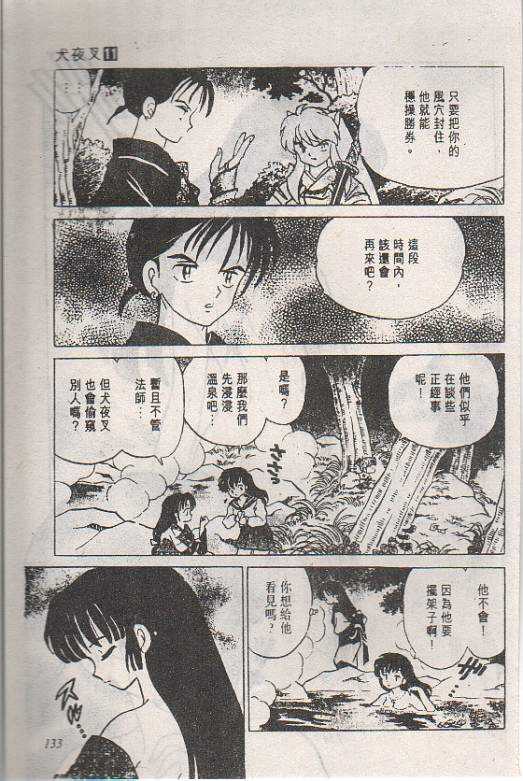 犬夜叉11
只要把你的
風穴封住，
他就能
穩操勝券。
……
這段
時間內，
該還會
再來吧？
他們似乎
在談些
正經事
呢！
是嗎？
那麼我們
先浸浸
溫泉吧…
暫且不管
法師…
但犬夜叉
也會偷窺
別人嗎？
ささっ
他不會！
因為他要
擺架子啊！
你想給他
看見嗎？
133